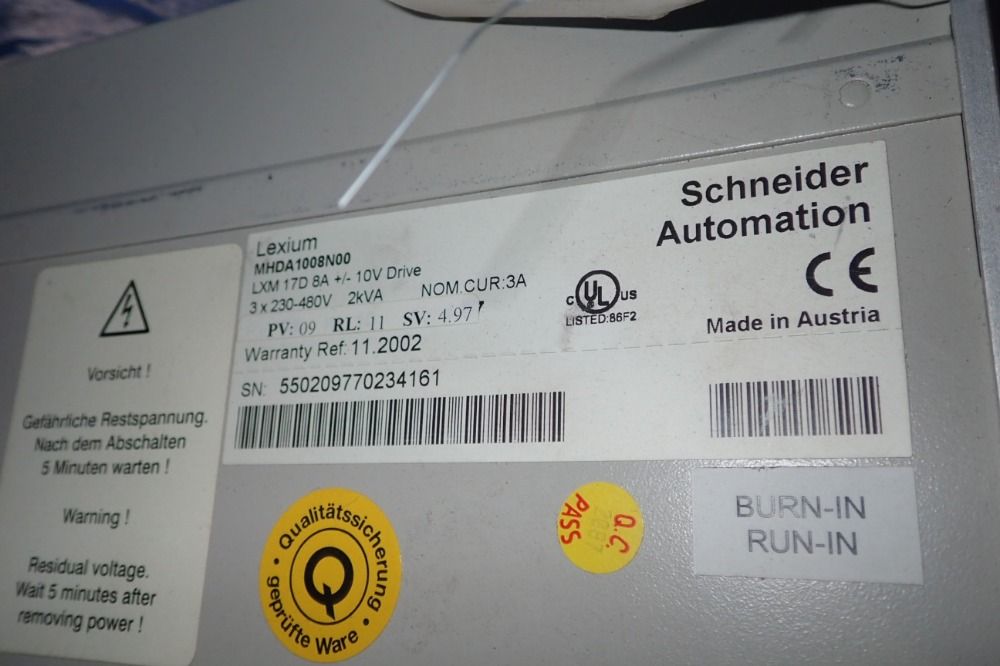 Schneider
Automation
Lexium
MHDA1008N00
LXM 17D 8A +/- 10V Drive
3 x 230-480V 2kVA NOM.CUR:3A
PV: 09 RL: 11 SV: 4.97
Warranty Ref: 11.2002
SN: 550209770234161
C UL US
LISTED:86F2
CE
Made in Austria
Vorsicht !
Gefährliche Restspannung.
Nach dem Abschalten
5 Minuten warten !
Warning !
Residual voltage.
Wait 5 minutes after
removing power !
Qualitätssicherung
Q
geprüfte Ware
Q.C.
PASS
BURN-IN
RUN-IN